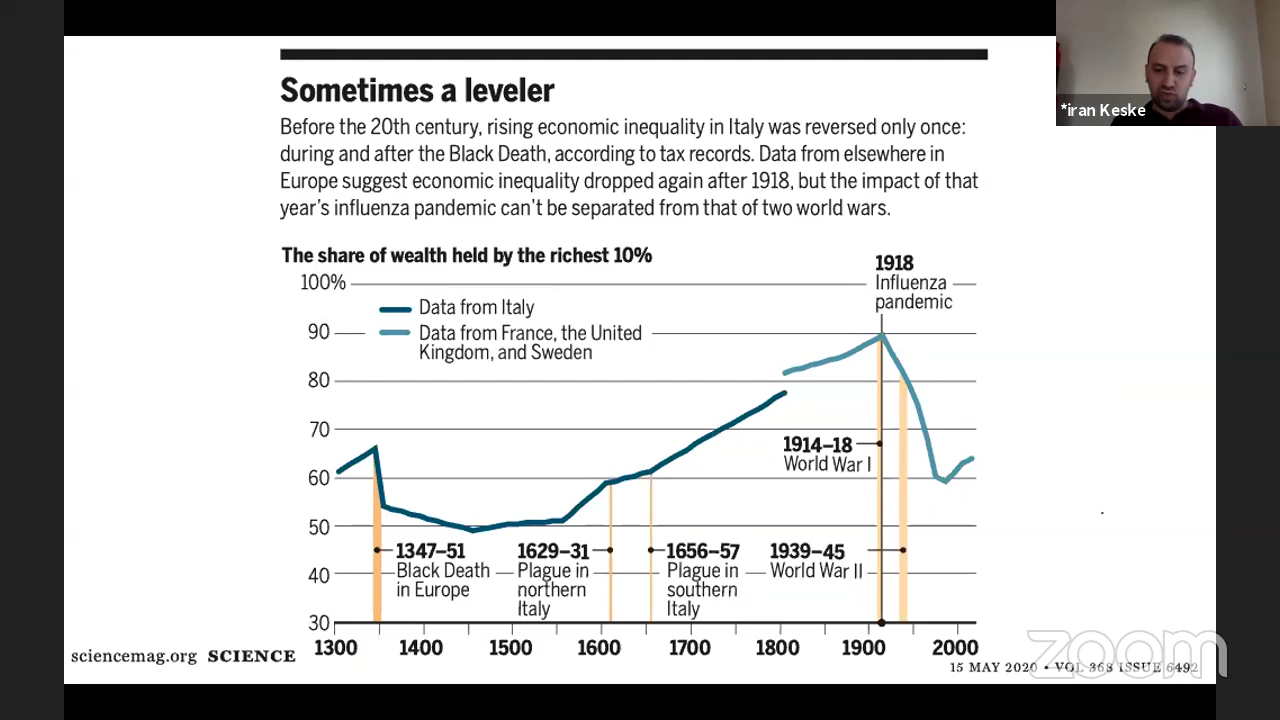 *iran Keske
Sometimes a leveler
Before the 20th century, rising economic inequality in Italy was reversed only once:
during and after the Black Death, according to tax records. Data from elsewhere in
Europe suggest economic inequality dropped again after 1918, but the impact of that
year's influenza pandemic can't be separated from that of two world wars.
The share of wealth held by the richest 10%
1918
Influenza
pandemic
100%
90
80
70
60
50
40
30
Data from Italy
Data from France, the United
Kingdom, and Sweden
1914–18
World War I
1347–51
Black Death
in Europe
1629–31
Plague in
northern
Italy
1656–57
Plague in
southern
Italy
1939–45
World War II
1300 1400 1500 1600 1700 1800 1900 2000
sciencemag.org SCIENCE
15 MAY 2020 • VOL 368 ISSUE 6492
zoom